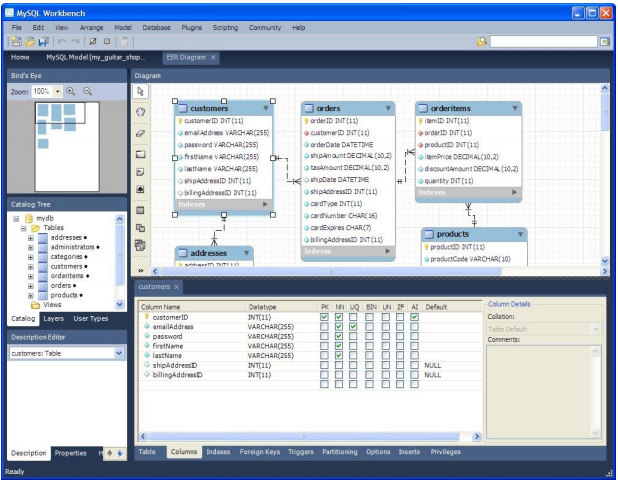 MySQL Workbench
File Edit View Arrange Model Database Plugins Scripting Community Help
Home MySQL Model (my_guitar_shop... EER Diagram
Bird's Eye
Zoom: 100%
Diagram
customers
customerID INT(11)
emailAddress VARCHAR(255)
password VARCHAR(255)
firstName VARCHAR(255)
lastName VARCHAR(255)
shipAddressID INT(11)
billingAddressID INT(11)
Indexes
orders
orderID INT(11)
customerID INT(11)
orderDate DATETIME
shipAmount DECIMAL(10,2)
taxAmount DECIMAL(10,2)
shipDate DATETIME
shipAddressID INT(11)
cardType INT(11)
cardNumber CHAR(16)
cardExpires CHAR(7)
billingAddressID INT(11)
Indexes
orderitems
itemID INT(11)
orderID INT(11)
productID INT(11)
itemPrice DECIMAL(10,2)
discountAmount DECIMAL(10,2)
quantity INT(11)
Indexes
addresses
addressID INT(11)
products
productID INT(11)
productCode VARCHAR(10)
Catalog Tree
mydb
Tables
addresses
administrators
categories
customers
orderitems
orders
products
Views
Catalog Layers User Types
Description Editor
customers: Table
Description Properties H
customers
Column Name Datatype PK NN UQ BIN UN ZF AI Default
customerID INT(11)
emailAddress VARCHAR(255)
password VARCHAR(255)
firstName VARCHAR(255)
lastName VARCHAR(255)
shipAddressID INT(11) NULL
billingAddressID INT(11) NULL
Column Details
Collation:
Table Default
Comments:
Table Columns Indexes Foreign Keys Triggers Partitioning Options Inserts Privileges
Ready